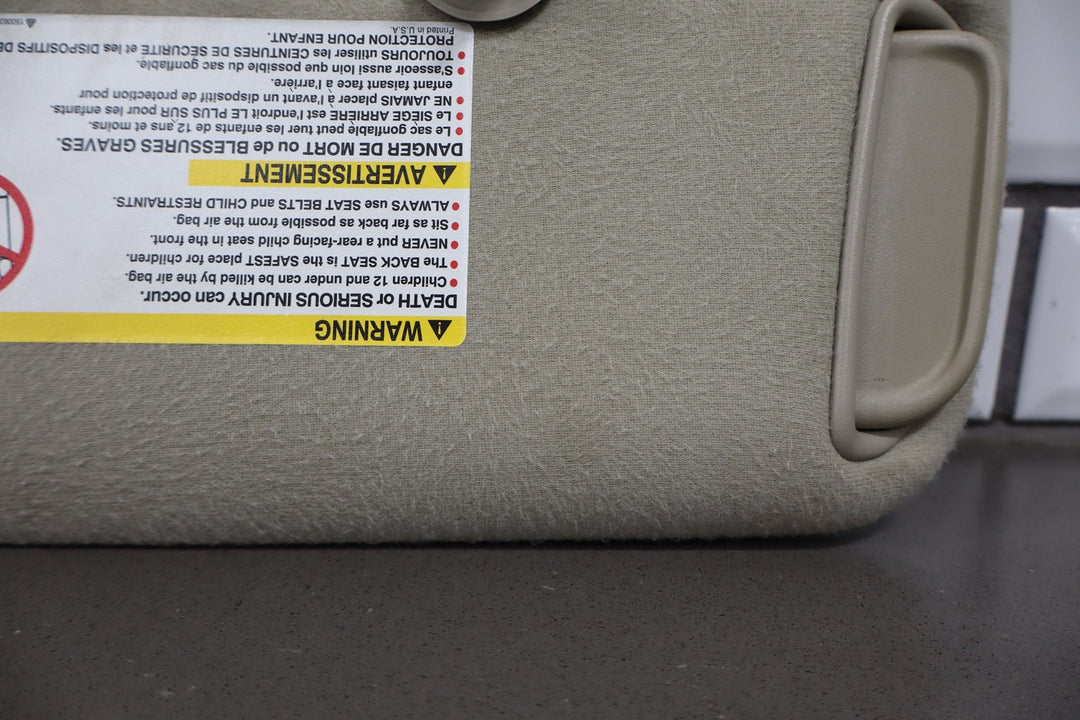 ⚠ WARNING
DEATH or SERIOUS INJURY can occur.
• Children 12 and under can be killed by the air bag.
• The BACK SEAT is the SAFEST place for children.
• NEVER put a rear-facing child seat in the front.
• Sit as far back as possible from the air bag.
• ALWAYS use SEAT BELTS and CHILD RESTRAINTS.
⚠ AVERTISSEMENT
DANGER DE MORT ou de BLESSURES GRAVES.
• Le sac gonflable peut tuer les enfants de 12 ans et moins.
• Le SIÈGE ARRIÈRE est l'endroit LE PLUS SÛR pour les enfants.
• NE JAMAIS placer à l'avant un dispositif de protection pour
enfant faisant face à l'arrière.
• S'asseoir aussi loin que possible du sac gonflable.
• TOUJOURS utiliser les CEINTURES DE SÉCURITÉ et les DISPOSITIFS DE
PROTECTION POUR ENFANT.
Printed in U.S.A.